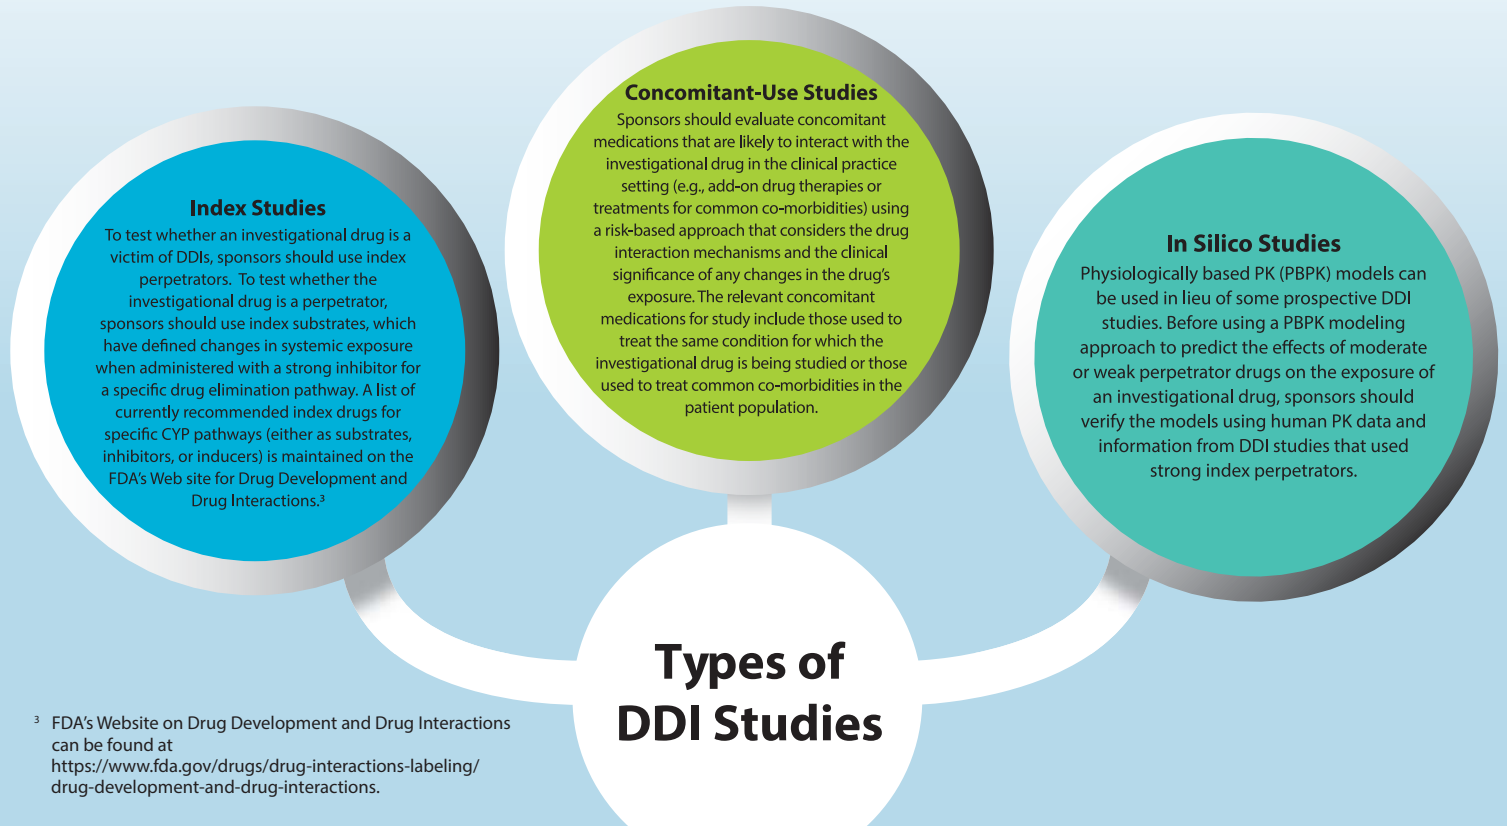 Index Studies
To test whether an investigational drug is a
victim of DDIs, sponsors should use index
perpetrators.  To test whether the
investigational drug is a perpetrator,
sponsors should use index substrates, which
have defined changes in systemic exposure
when administered with a strong inhibitor for
a specific drug elimination pathway. A list of
currently recommended index drugs for
specific CYP pathways (either as substrates,
inhibitors, or inducers) is maintained on the
FDA’s Web site for Drug Development and
Drug Interactions.³
Concomitant-Use Studies
Sponsors should evaluate concomitant
medications that are likely to interact with the
investigational drug in the clinical practice
setting (e.g., add-on drug therapies or
treatments for common co-morbidities) using
a risk-based approach that considers the drug
interaction mechanisms and the clinical
significance of any changes in the drug’s
exposure. The relevant concomitant
medications for study include those used to
treat the same condition for which the
investigational drug is being studied or those
used to treat common co-morbidities in the
patient population.
In Silico Studies
Physiologically based PK (PBPK) models can
be used in lieu of some prospective DDI
studies. Before using a PBPK modeling
approach to predict the effects of moderate
or weak perpetrator drugs on the exposure of
an investigational drug, sponsors should
verify the models using human PK data and
information from DDI studies that used
strong index perpetrators.
Types of
DDI Studies
³ FDA’s Website on Drug Development and Drug Interactions
can be found at
https://www.fda.gov/drugs/drug-interactions-labeling/
drug-development-and-drug-interactions.